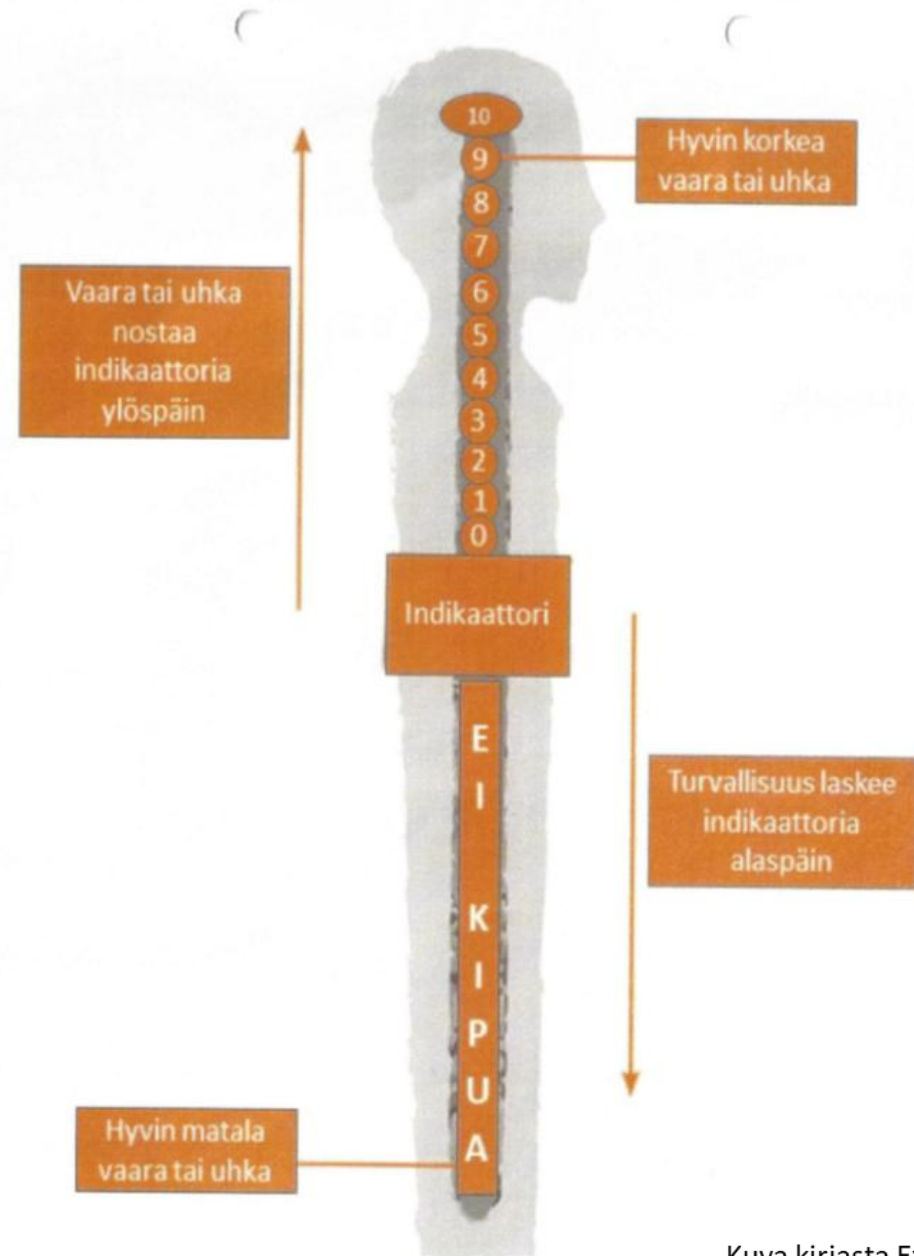 10
9
Hyvin korkea
vaara tai uhka
8
7
6
Vaara tai uhka
nostaa
indikaattoria
ylöspäin
5
4
3
2
1
0
Indikaattori
E
I
K
I
P
U
A
Turvallisuus laskee
indikaattoria
alaspäin
Hyvin matala
vaara tai uhka
Kuva kirjasta